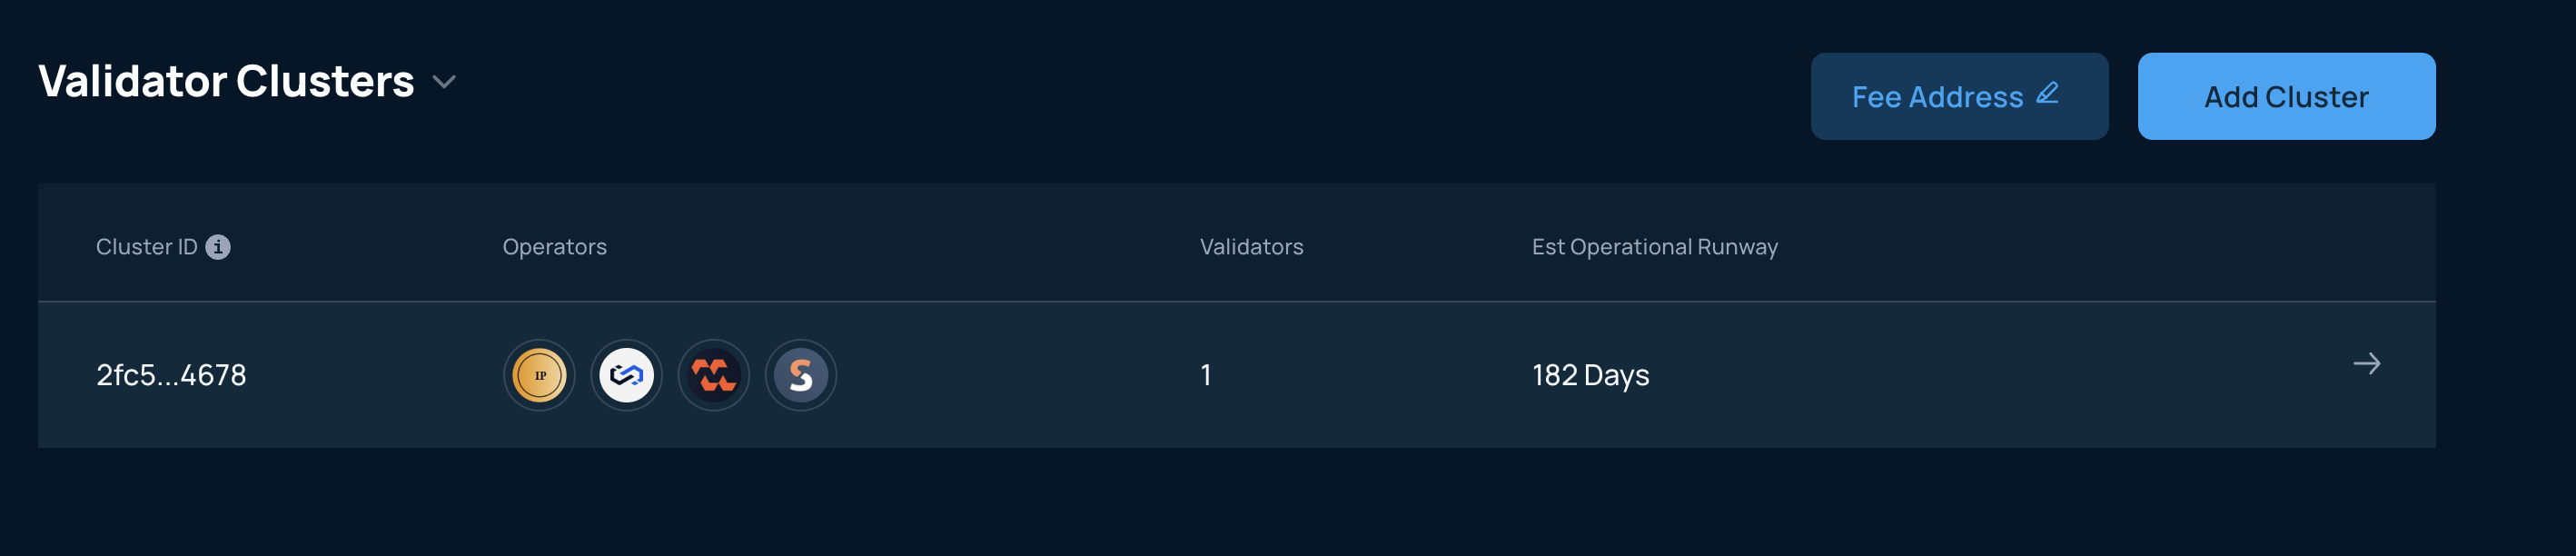 Validator Clusters
Fee Address
Add Cluster
Cluster ID
Operators
Validators
Est Operational Runway
2fc5...4678
IP
1
182 Days